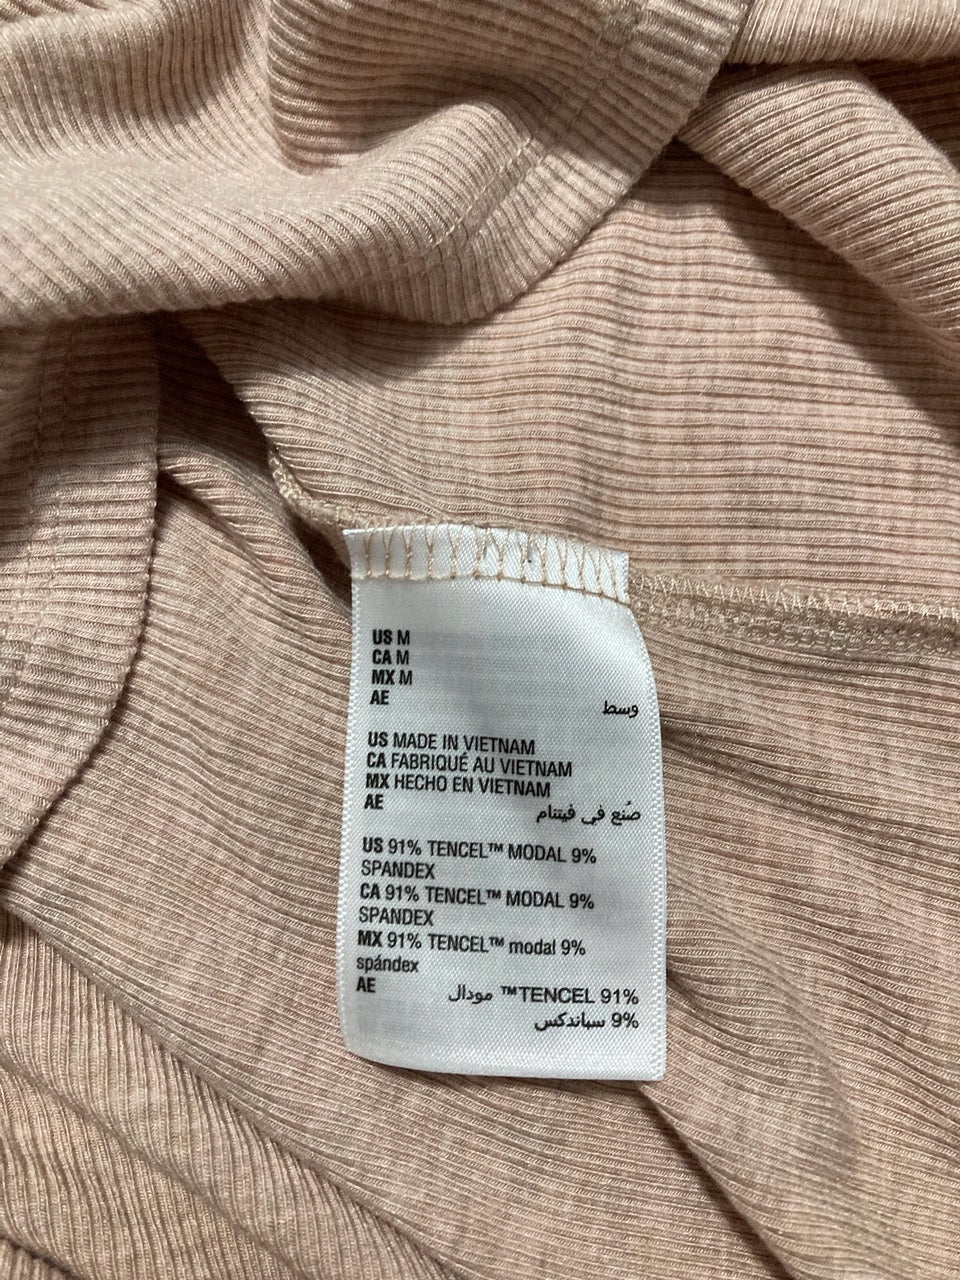 US M
CA M
MX M
AE
وسط
US MADE IN VIETNAM
CA FABRIQUÉ AU VIETNAM
MX HECHO EN VIETNAM
AE
صُنع في فيتنام
US 91% TENCEL™ MODAL 9%
SPANDEX
CA 91% TENCEL™ MODAL 9%
SPANDEX
MX 91% TENCEL™ modal 9%
spándex
AE
91% TENCEL™ مودال
9% سباندكس